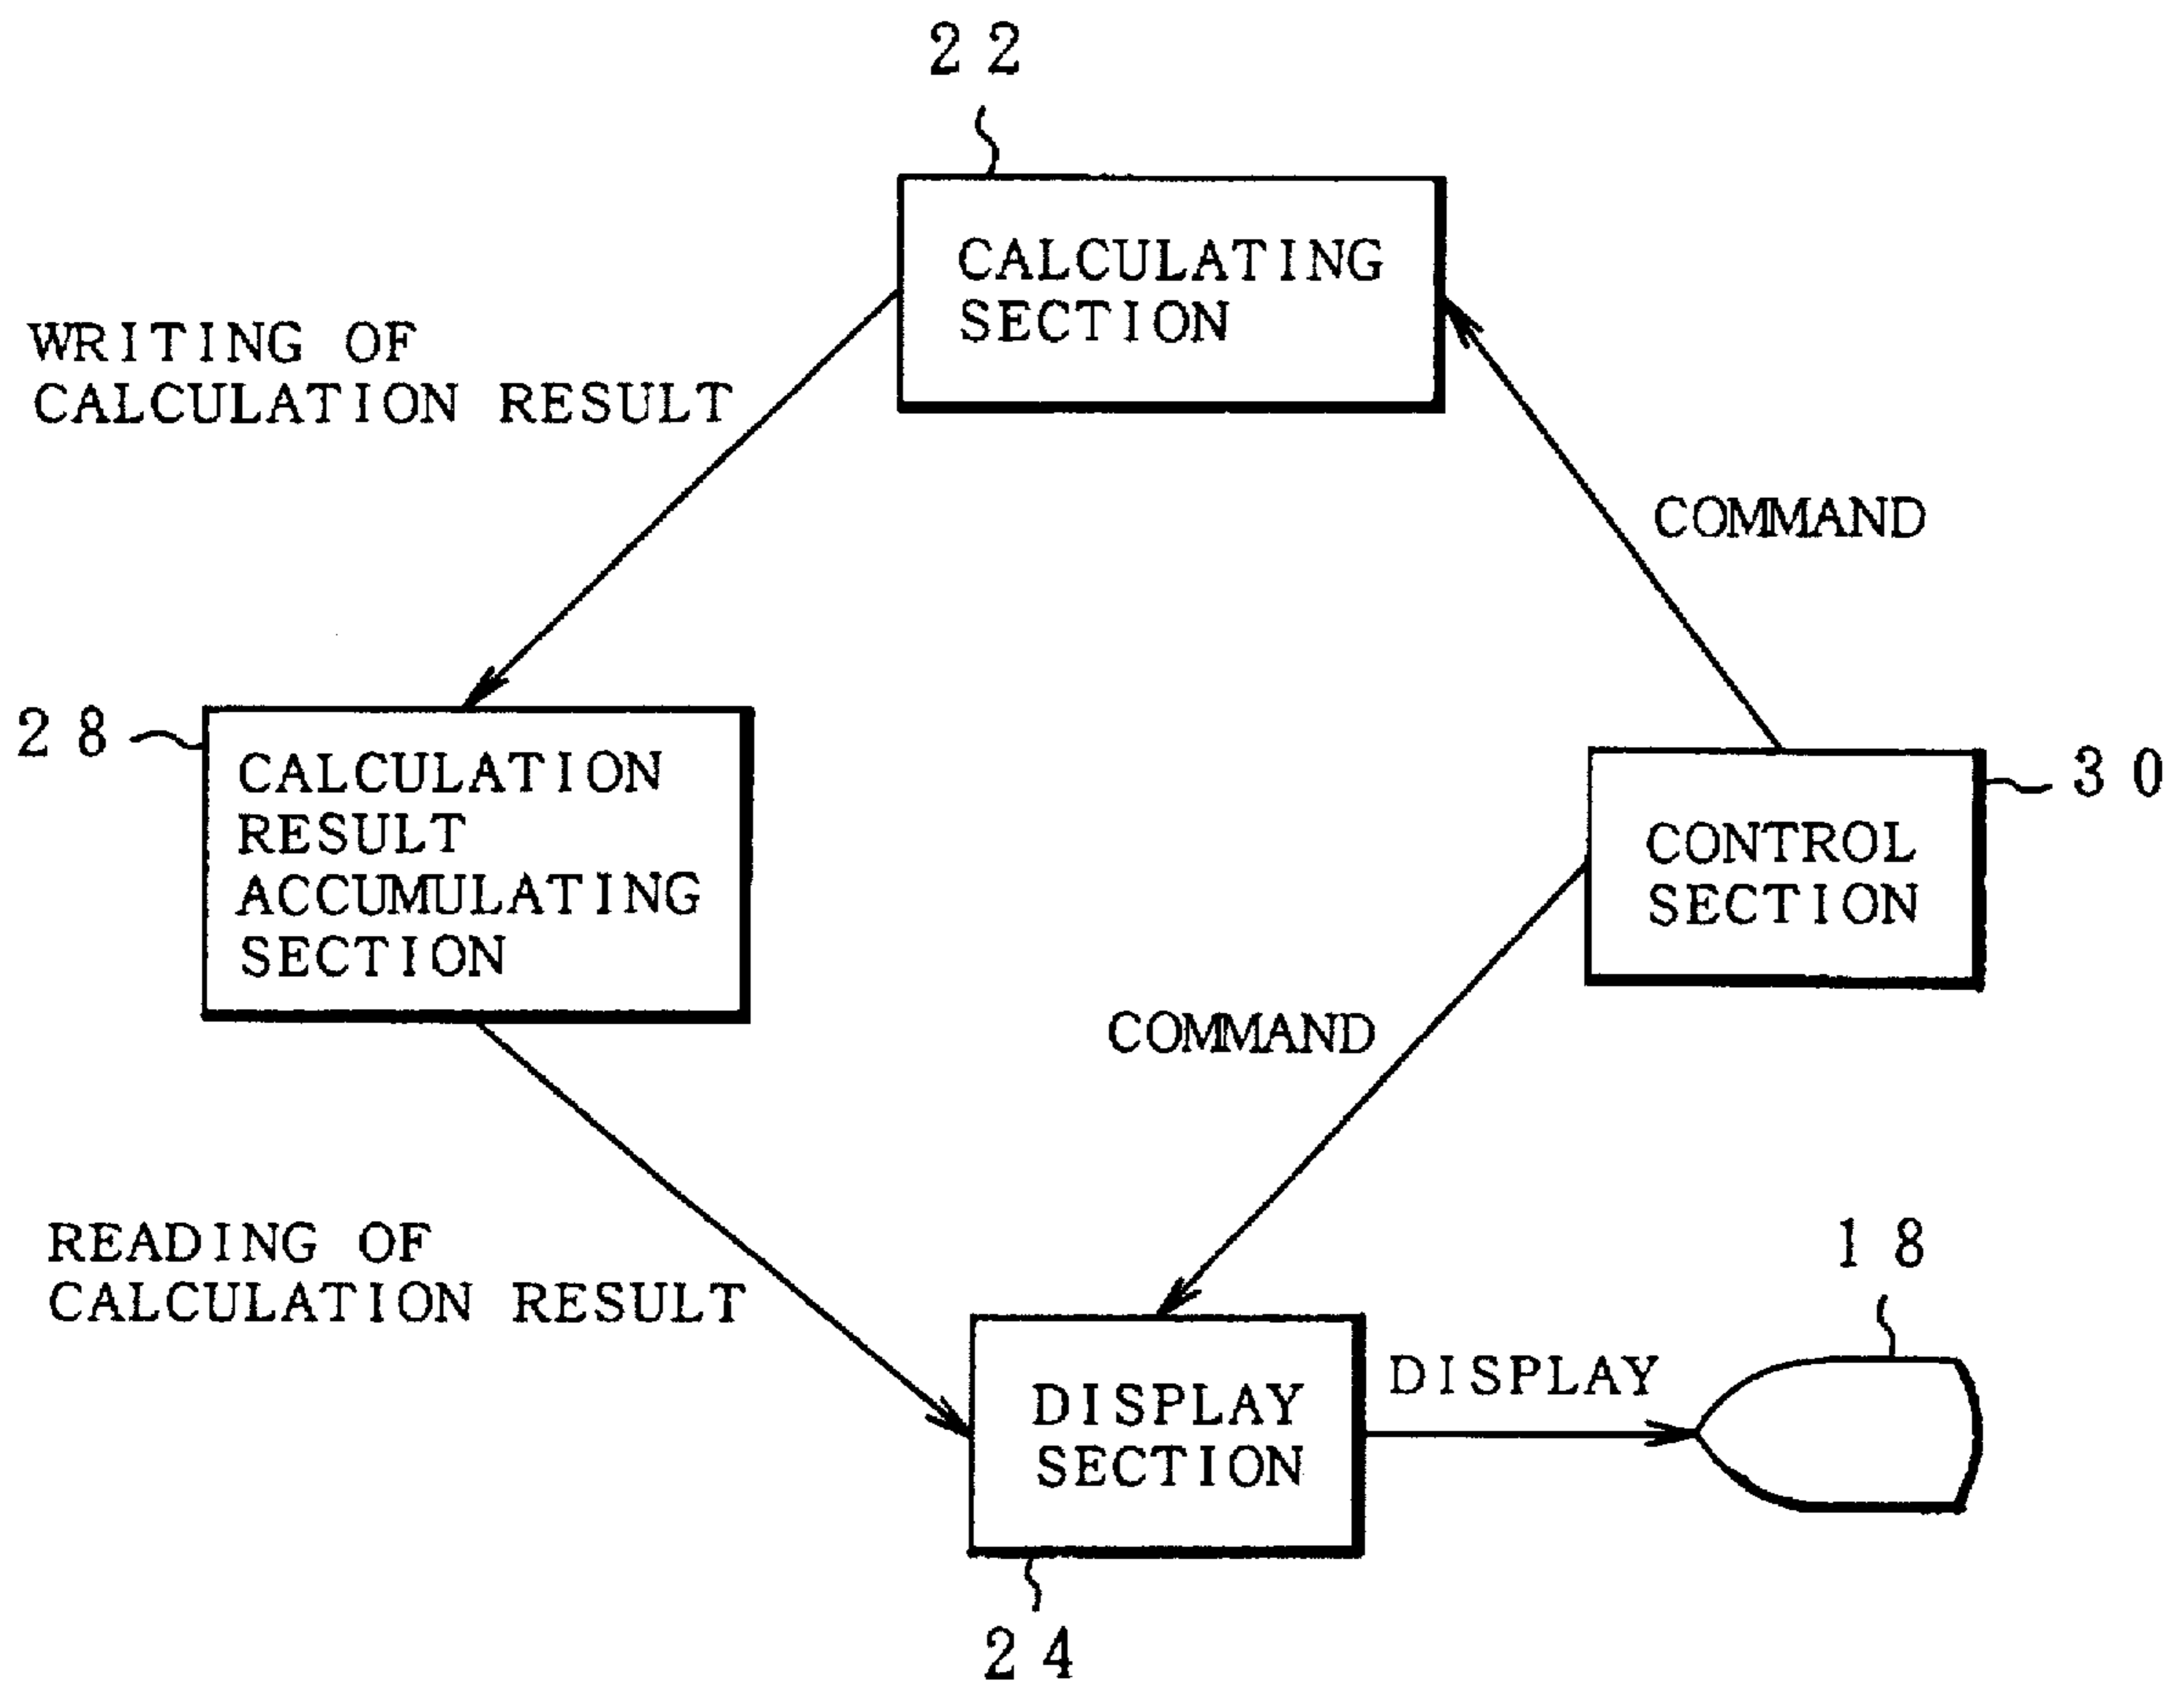 22
CALCULATING
SECTION
WRITING OF
CALCULATION RESULT
COMMAND
28
CALCULATION
RESULT
ACCUMULATING
SECTION
30
CONTROL
SECTION
COMMAND
READING OF
CALCULATION RESULT
18
DISPLAY
DISPLAY
SECTION
24